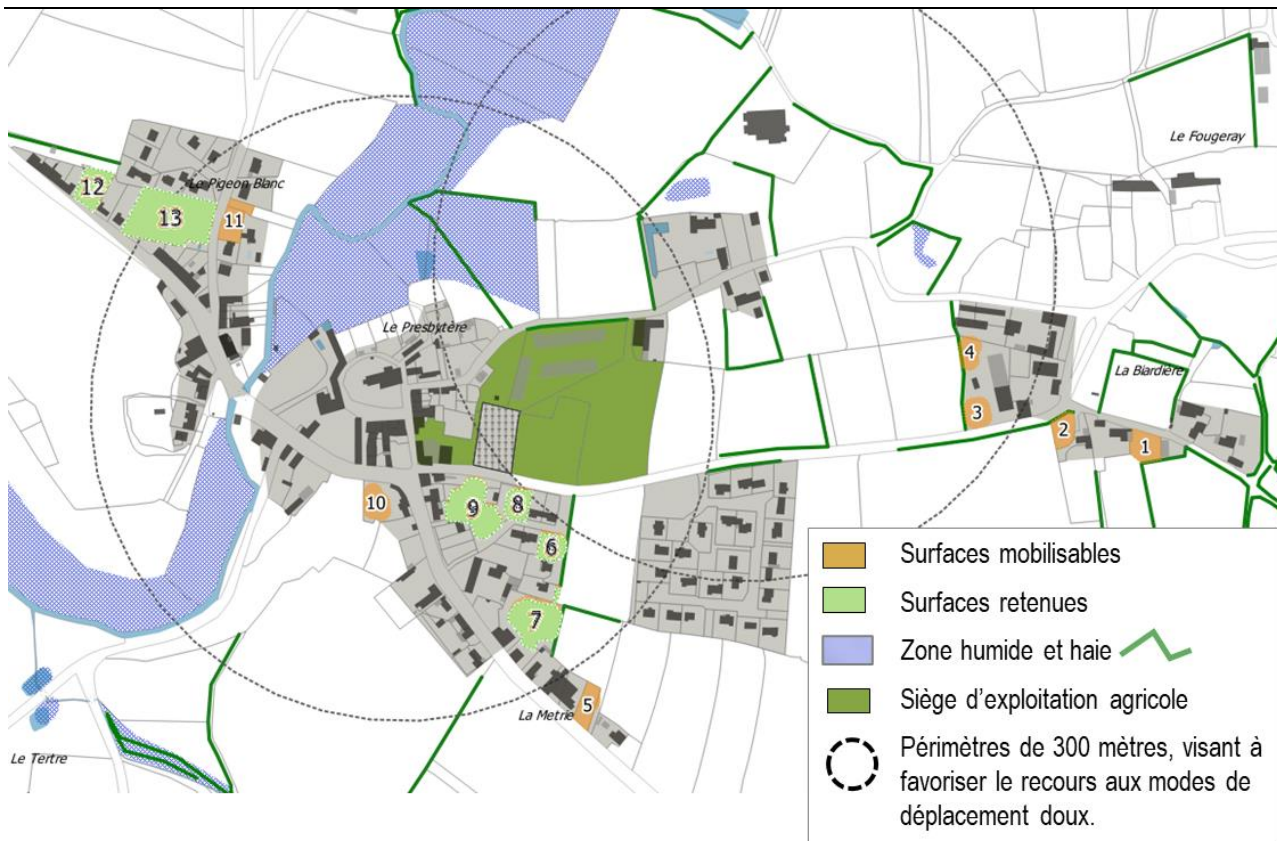 Le Fougeray
12
Le Pigeon Blanc
13
11
Le Presbytère
4
La Blardière
3
2
1
10
9
8
6
7
5
La Metrie
Le Tertre
Surfaces mobilisables
Surfaces retenues
Zone humide et haie
Siège d'exploitation agricole
Périmètres de 300 mètres, visant à
favoriser le recours aux modes de
déplacement doux.